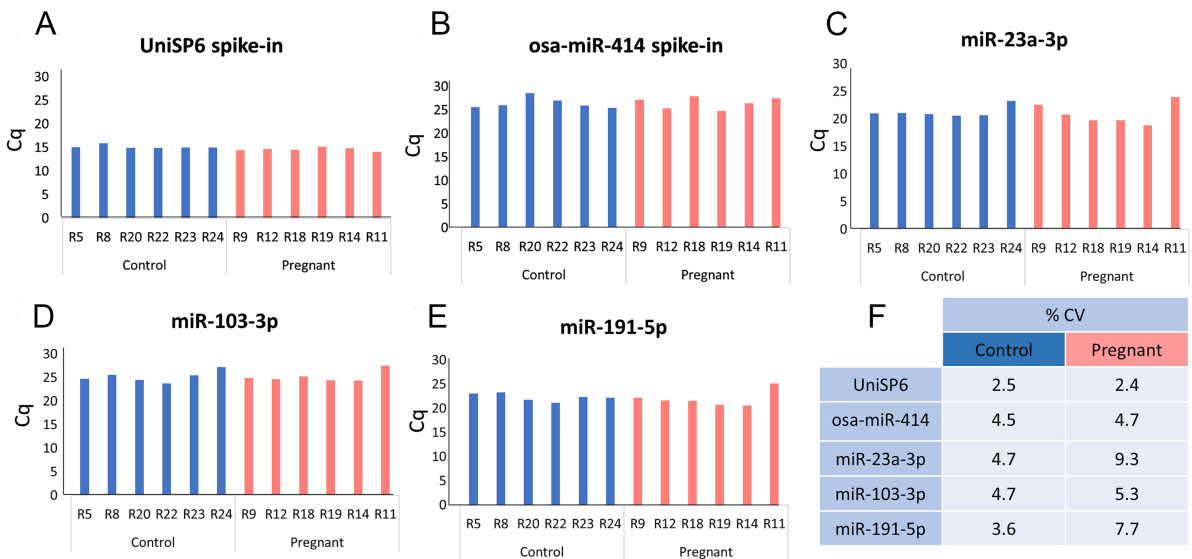 A
UniSP6 spike-in
Cq
30
25
20
15
10
5
0
R5 R8 R20 R22 R23 R24 R9 R12 R18 R19 R14 R11
Control Pregnant
B
osa-miR-414 spike-in
Cq
30
25
20
15
10
5
0
R5 R8 R20 R22 R23 R24 R9 R12 R18 R19 R14 R11
Control Pregnant
C
miR-23a-3p
Cq
30
25
20
15
10
5
0
R5 R8 R20 R22 R23 R24 R9 R12 R18 R19 R14 R11
Control Pregnant
D
miR-103-3p
Cq
30
25
20
15
10
5
0
R5 R8 R20 R22 R23 R24 R9 R12 R18 R19 R14 R11
Control Pregnant
E
miR-191-5p
Cq
30
25
20
15
10
5
0
R5 R8 R20 R22 R23 R24 R9 R12 R18 R19 R14 R11
Control Pregnant
F
% CV
Control Pregnant
UniSP6 2.5 2.4
osa-miR-414 4.5 4.7
miR-23a-3p 4.7 9.3
miR-103-3p 4.7 5.3
miR-191-5p 3.6 7.7